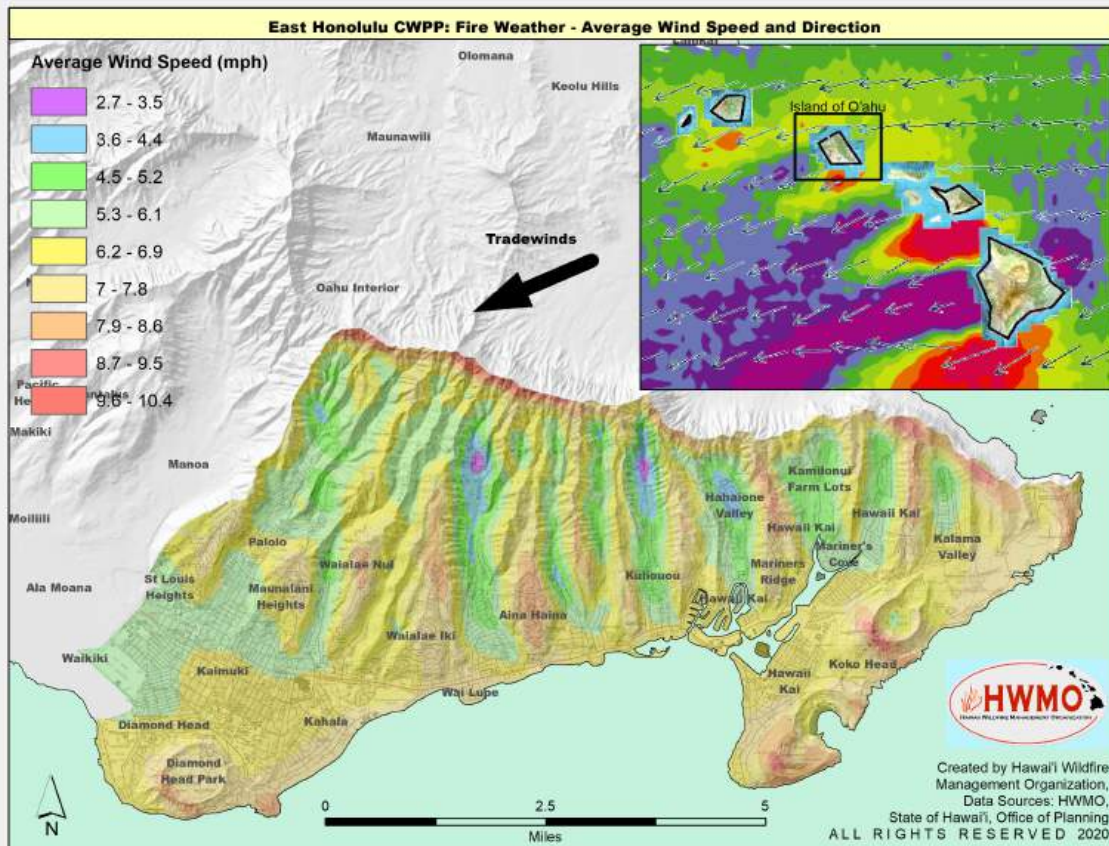 East Honolulu CWPP: Fire Weather - Average Wind Speed and Direction
Average Wind Speed (mph)
2.7 - 3.5
3.6 - 4.4
4.5 - 5.2
5.3 - 6.1
6.2 - 6.9
7 - 7.8
7.9 - 8.6
8.7 - 9.5
9.6 - 10.4
Olomana
Keolu Hills
Maunawili
Island of O'ahu
Tradewinds
Oahu Interior
Pacific
Makiki
Manoa
Moiliili
Ala Moana
Waikiki
St Louis
Heights
Palolo
Maunalani
Heights
Waialae Nui
Waialae Iki
Aina Haina
Kuliouou
Hahaione
Valley
Kamilonui
Farm Lots
Hawaii Kai
Hawaii Kai
Mariner's
Cove
Mariners
Ridge
Hawaii Kai
Kalama
Valley
Kaimuki
Wai Lupe
Kahala
Diamond Head
Diamond
Head Park
Hawaii
Kai
Koko Head
HWMO
HAWAII WILDFIRE MANAGEMENT ORGANIZATION
N
0
2.5
5
Miles
Created by Hawai'i Wildfire
Management Organization,
Data Sources: HWMO,
State of Hawai'i, Office of Planning
ALL RIGHTS RESERVED 2020